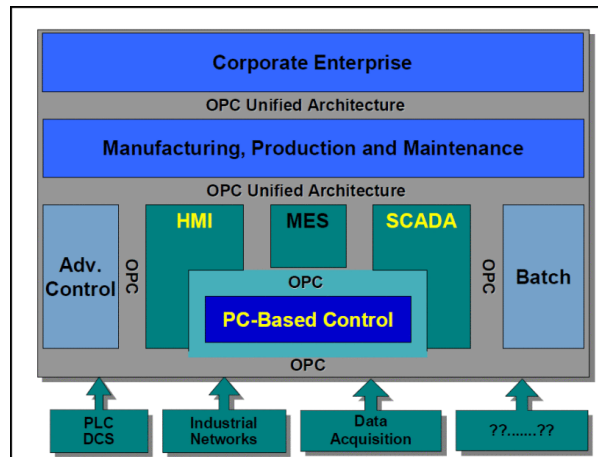 Corporate Enterprise
OPC Unified Architecture
Manufacturing, Production and Maintenance
OPC Unified Architecture
HMI
MES
SCADA
Adv.
Control
OPC
OPC
OPC
Batch
PC-Based Control
OPC
PLC
DCS
Industrial
Networks
Data
Acquisition
??.......??